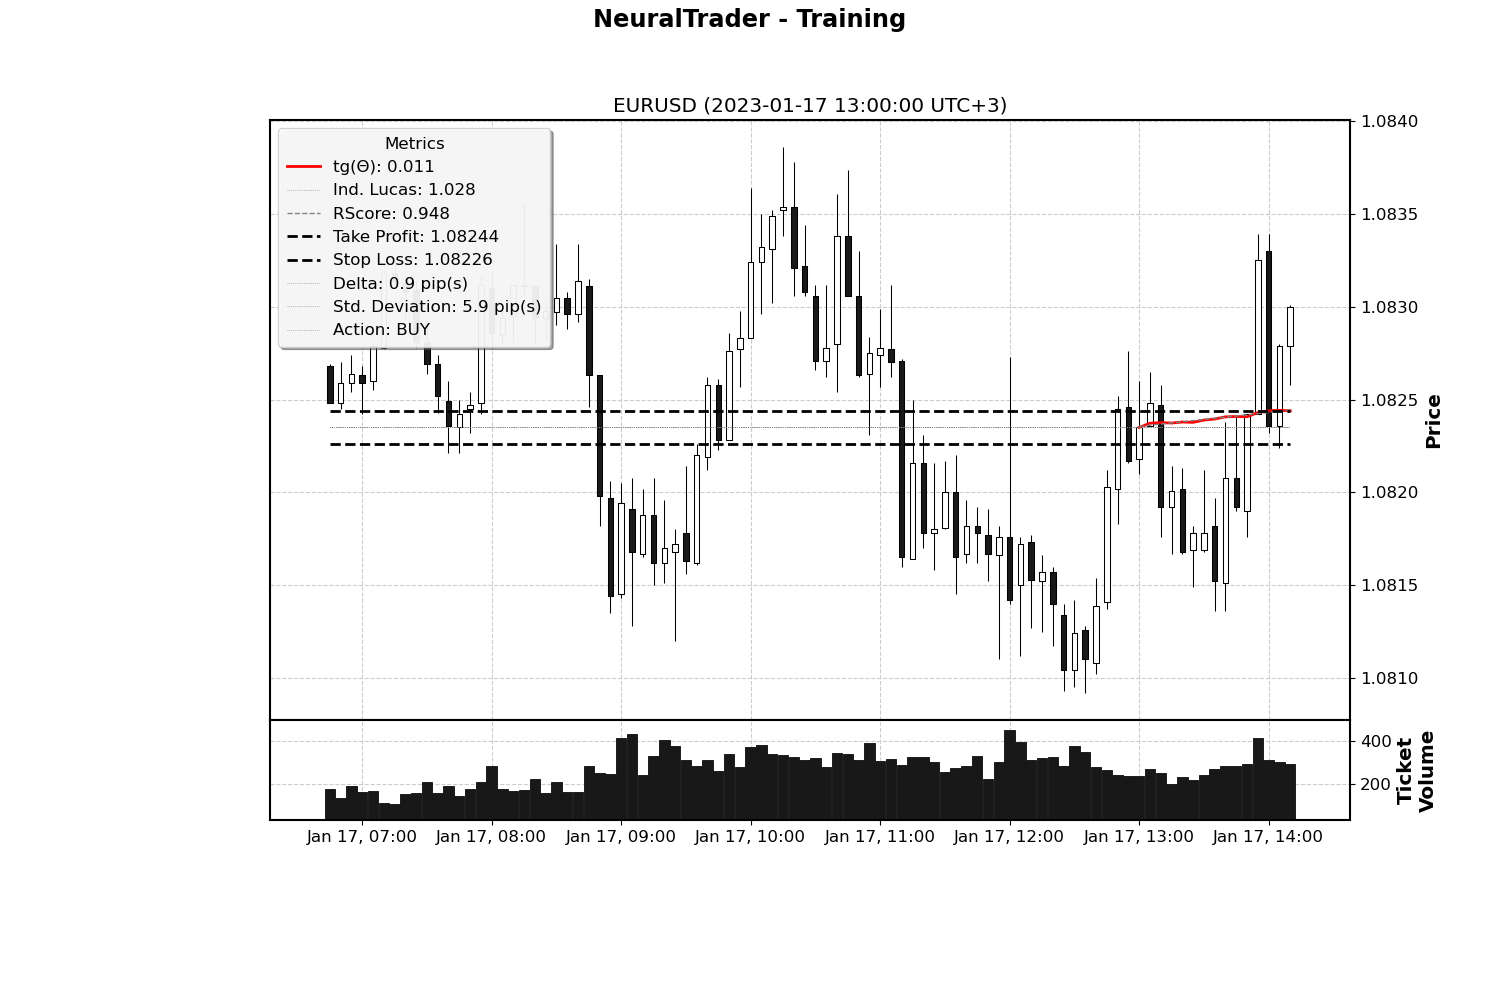 NeuralTrader - Training
EURUSD (2023-01-17 13:00:00 UTC+3)
Metrics
tg(Θ): 0.011
Ind. Lucas: 1.028
RScore: 0.948
Take Profit: 1.08244
Stop Loss: 1.08226
Delta: 0.9 pip(s)
Std. Deviation: 5.9 pip(s)
Action: BUY
1.0840
1.0835
1.0830
1.0825
1.0820
1.0815
1.0810
Price
400
200
Ticket
Volume
Jan 17, 07:00
Jan 17, 08:00
Jan 17, 09:00
Jan 17, 10:00
Jan 17, 11:00
Jan 17, 12:00
Jan 17, 13:00
Jan 17, 14:00